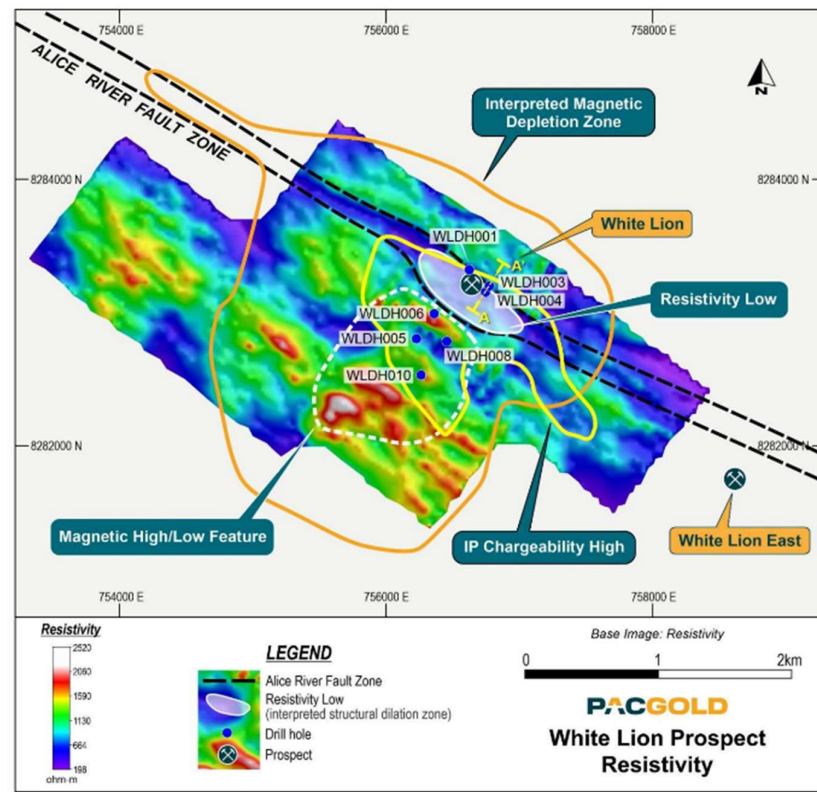 754000 E
756000 E
758000 E
ALICE RIVER FAULT ZONE
N
Interpreted Magnetic
Depletion Zone
8284000 N
8284000 N
White Lion
WLDH001
A'
WLDH003
WLDH004
A
Resistivity Low
WLDH006
WLDH005
WLDH008
WLDH010
8282000 N
8282000 N
Magnetic High/Low Feature
IP Chargeability High
White Lion East
754000 E
756000 E
758000 E
Resistivity
2520
2060
1590
1130
664
198
ohm-m
LEGEND
Alice River Fault Zone
Resistivity Low
(interpreted structural dilation zone)
Drill hole
Prospect
Base Image: Resistivity
0
1
2km
PACGOLD
White Lion Prospect
Resistivity